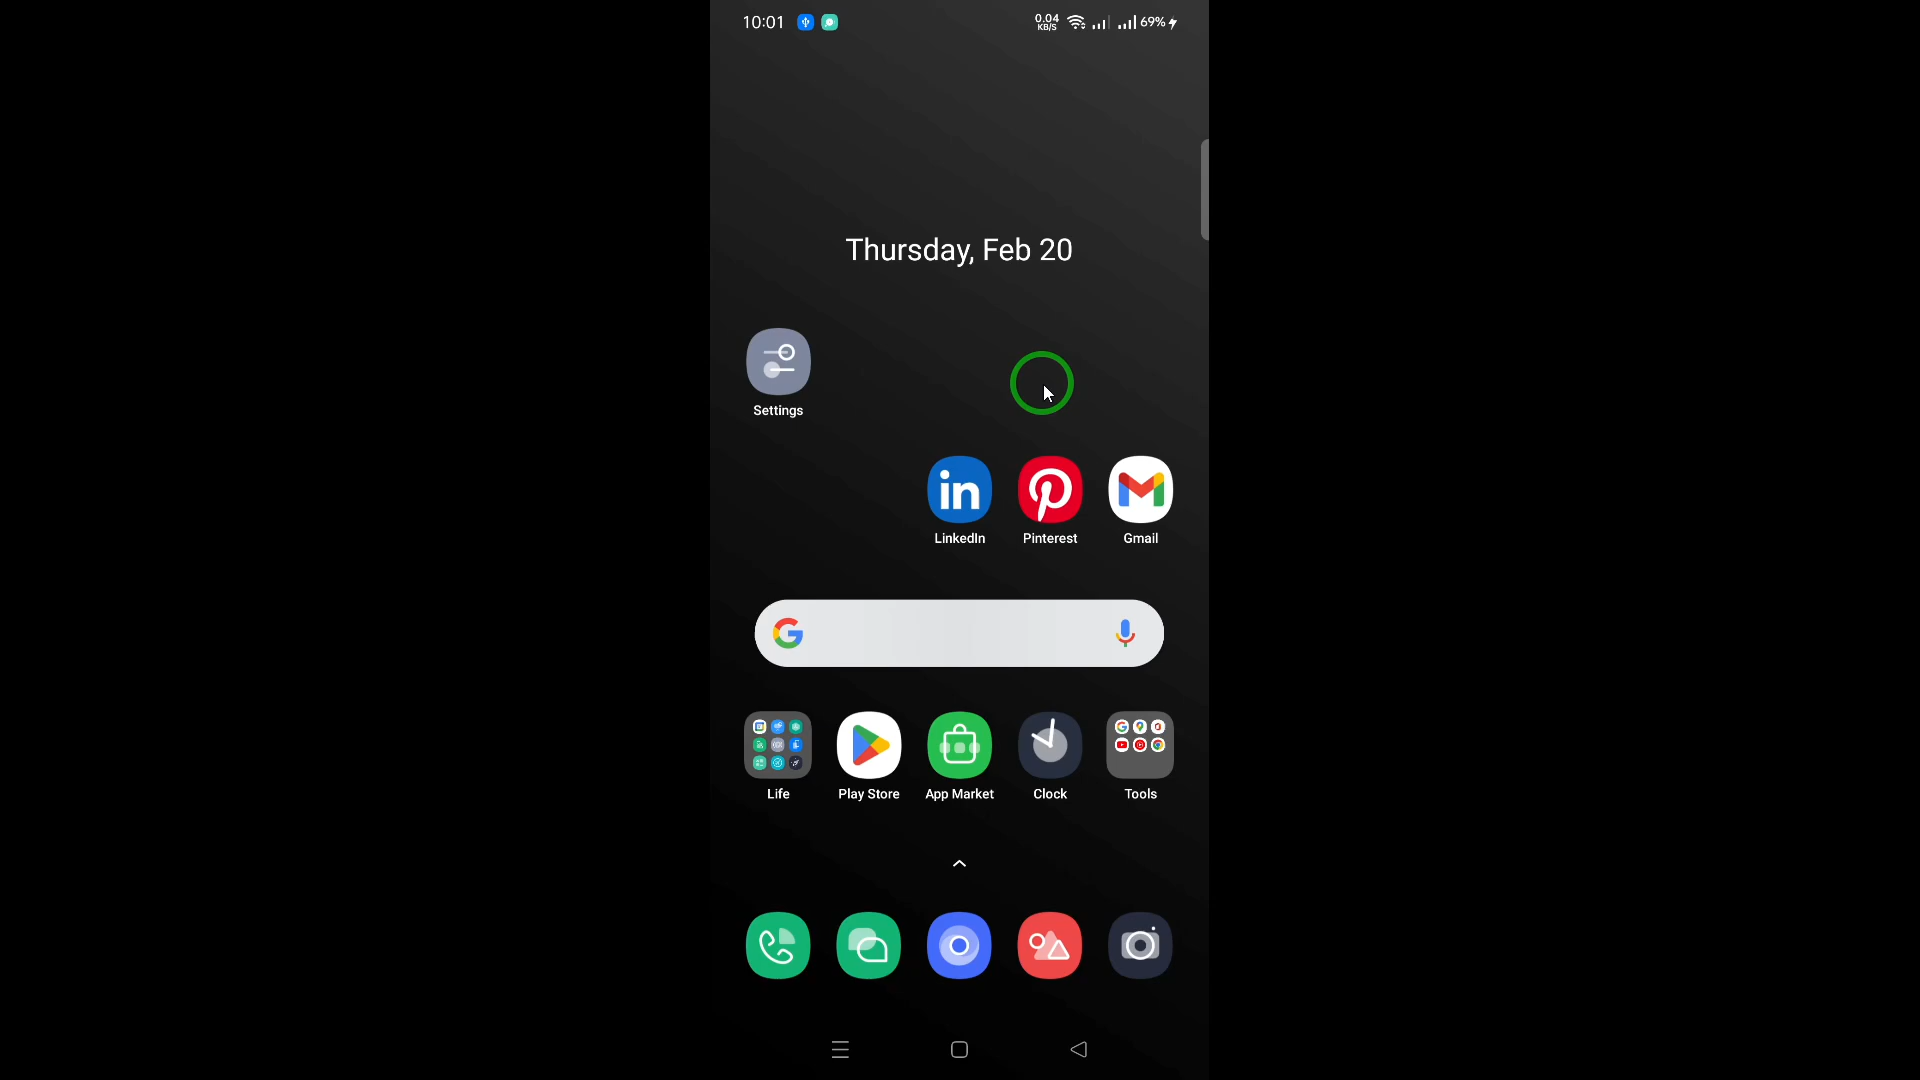 10:01
0.04
KB/S
69%
Thursday, Feb 20
Settings
LinkedIn
Pinterest
Gmail
Life
Play Store
App Market
Clock
Tools